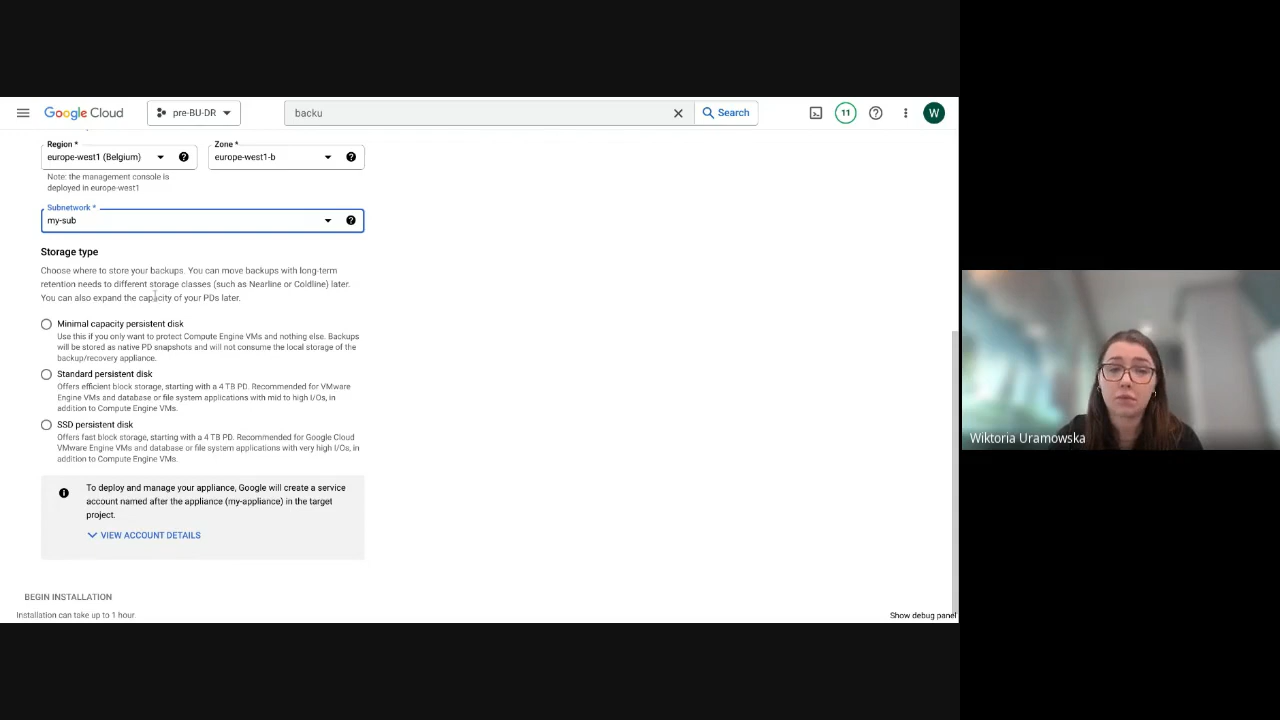 Google Cloud
pre-BU-DR
backu
Search
11
W
Region *
europe-west1 (Belgium)
Zone *
europe-west1-b
Note: the management console is
deployed in europe-west1
Subnetwork *
my-sub
Storage type
Choose where to store your backups. You can move backups with long-term
retention needs to different storage classes (such as Nearline or Coldline) later.
You can also expand the capacity of your PDs later.
Minimal capacity persistent disk
Use this if you only want to protect Compute Engine VMs and nothing else. Backups
will be stored as native PD snapshots and will not consume the local storage of the
backup/recovery appliance.
Standard persistent disk
Offers efficient block storage, starting with a 4 TB PD. Recommended for VMware
Engine VMs and database or file system applications with mid to high I/Os, in
addition to Compute Engine VMs.
SSD persistent disk
Offers fast block storage, starting with a 4 TB PD. Recommended for Google Cloud
VMware Engine VMs and database or file system applications with very high I/Os, in
addition to Compute Engine VMs.
To deploy and manage your appliance, Google will create a service
account named after the appliance (my-appliance) in the target
project.
VIEW ACCOUNT DETAILS
BEGIN INSTALLATION
Installation can take up to 1 hour.
Show debug panel
Wiktoria Uramowska